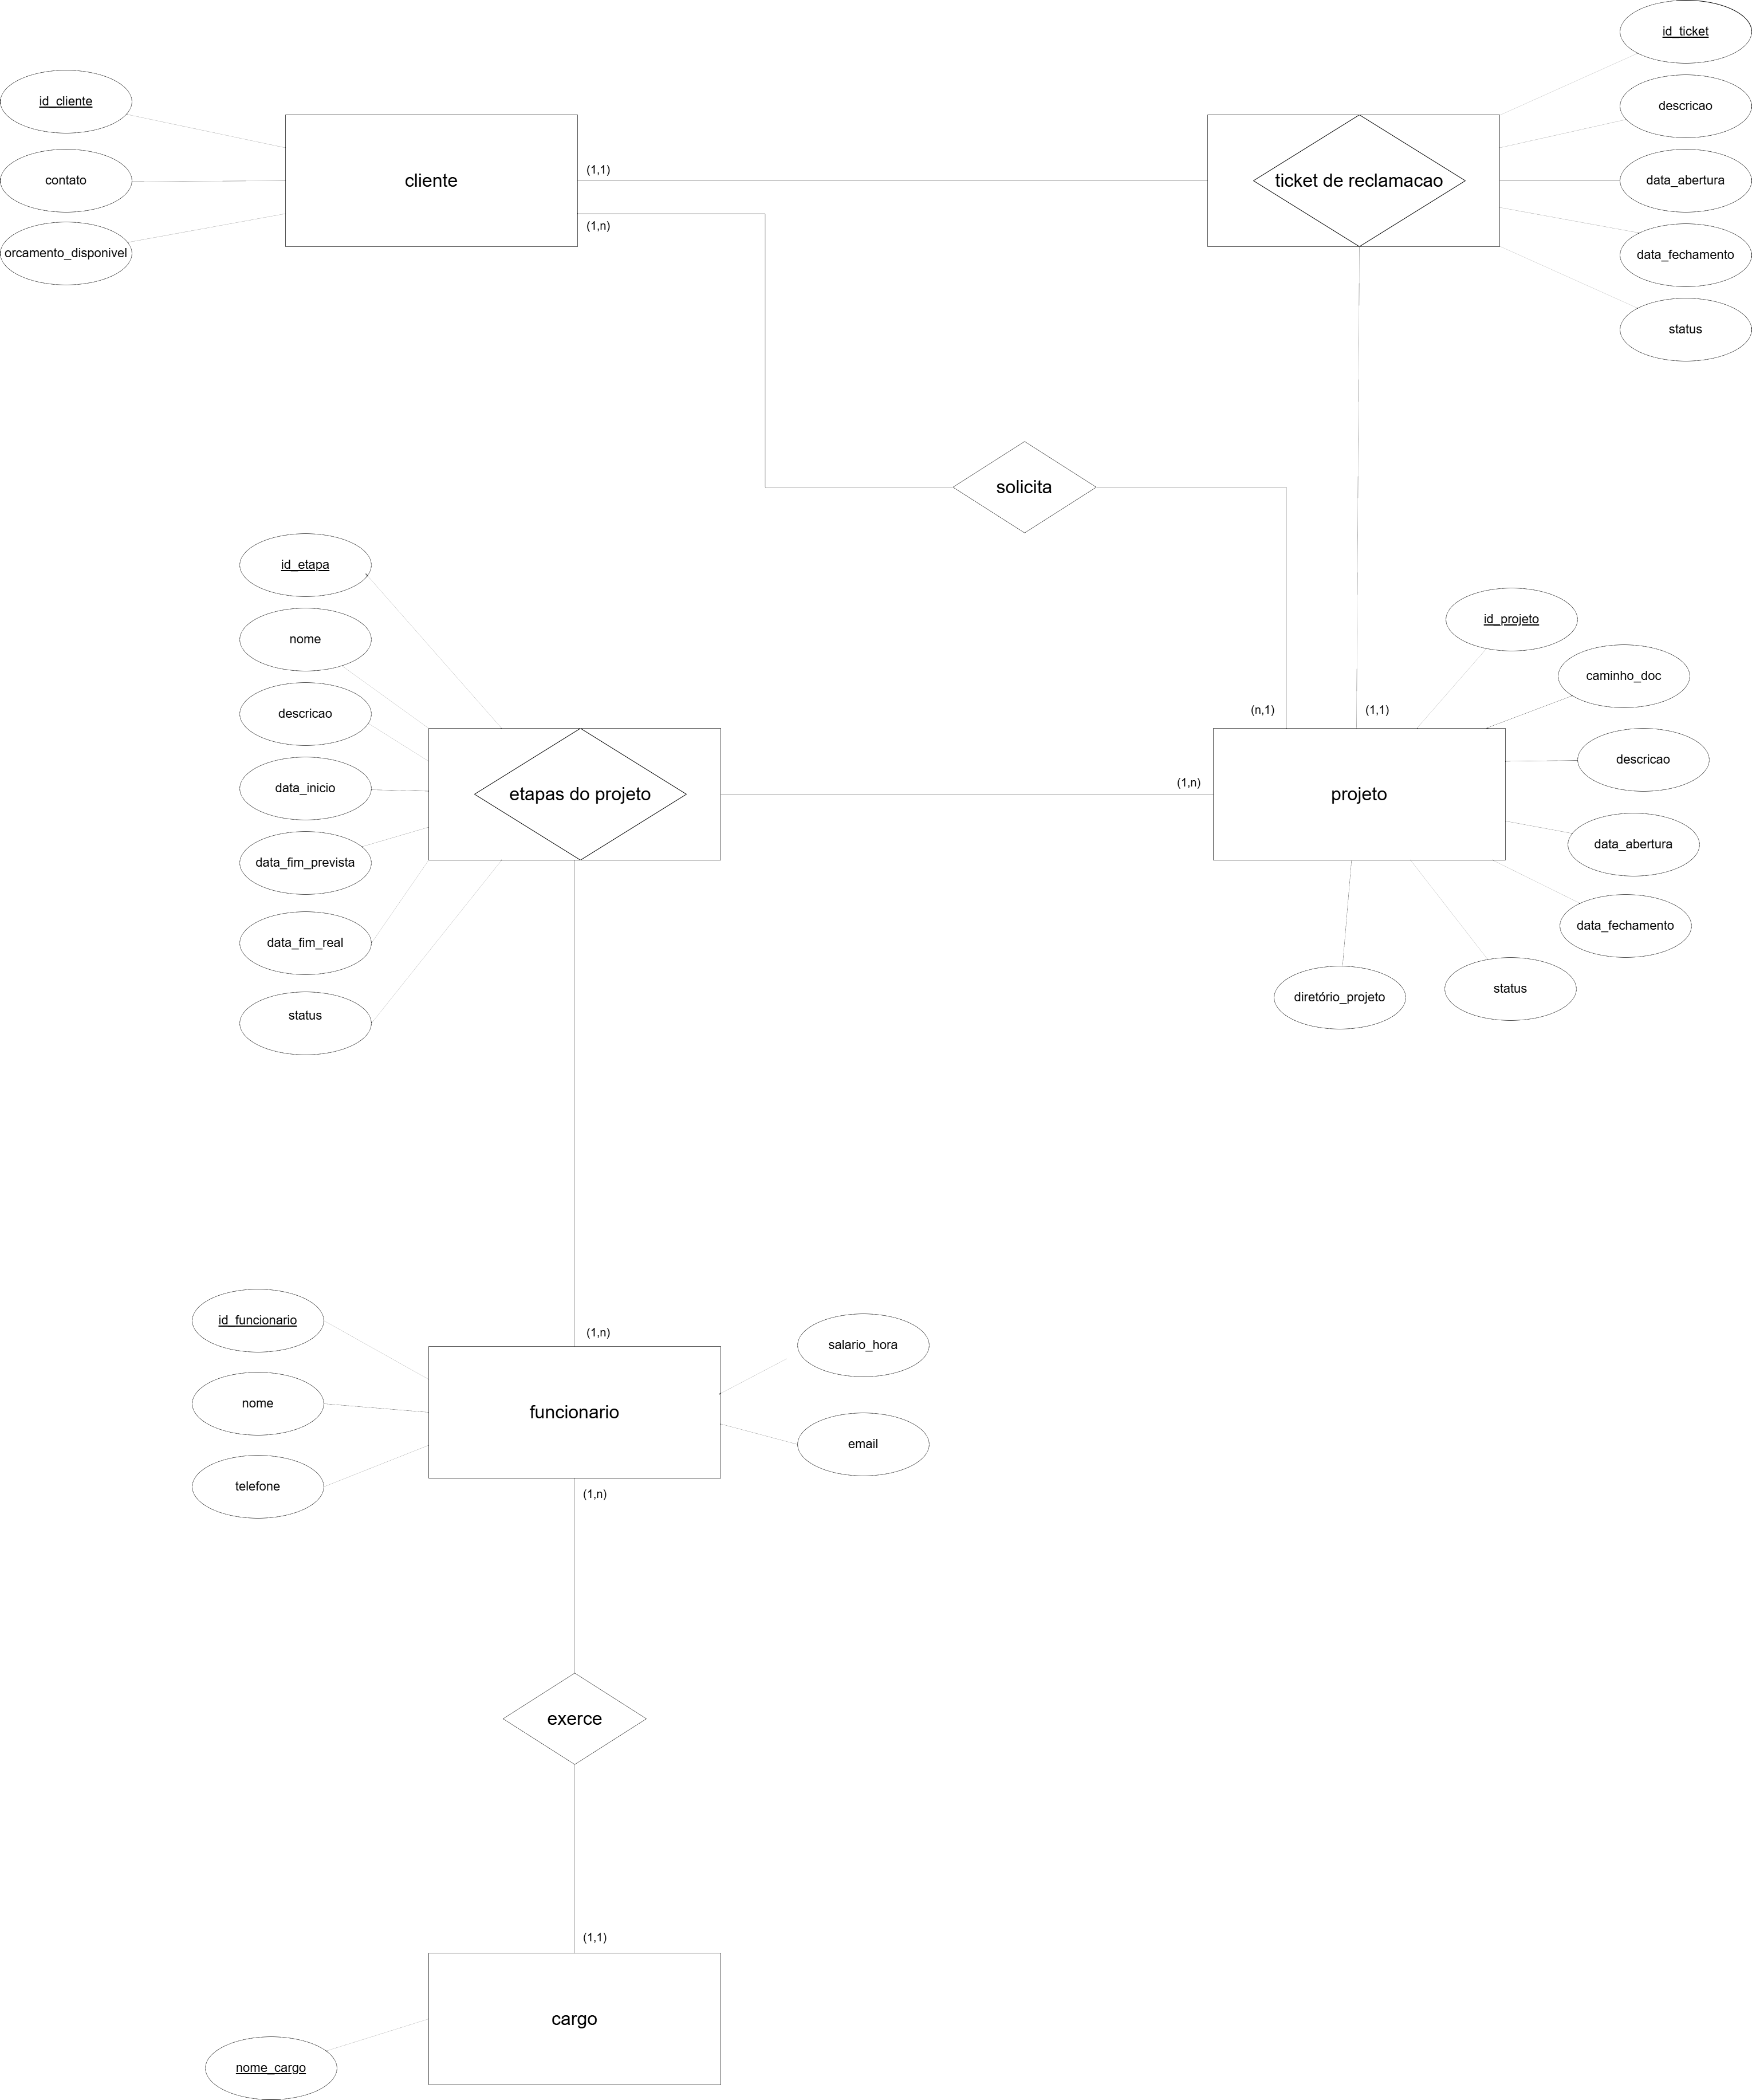 id_ticket
id_cliente
descricao
(1,1)
contato
cliente
ticket de reclamacao
data_abertura
(1,n)
orcamento_disponivel
data_fechamento
status
solicita
id_etapa
id_projeto
nome
caminho_doc
descricao
(n,1)
(1,1)
descricao
data_inicio
etapas do projeto
(1,n)
projeto
data_abertura
data_fim_prevista
data_fechamento
data_fim_real
status
diretório_projeto
status
id_funcionario
(1,n)
salario_hora
nome
funcionario
email
telefone
(1,n)
exerce
(1,1)
cargo
nome_cargo